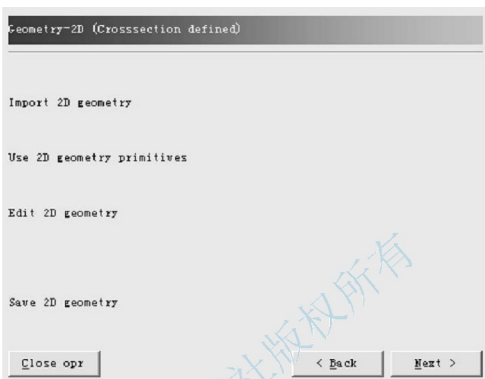 Geometry-2D (Crosssection defined)
Import 2D geometry
Use 2D geometry primitives
Edit 2D geometry
Save 2D geometry
社版权所有
Close opr
< Back
Next >